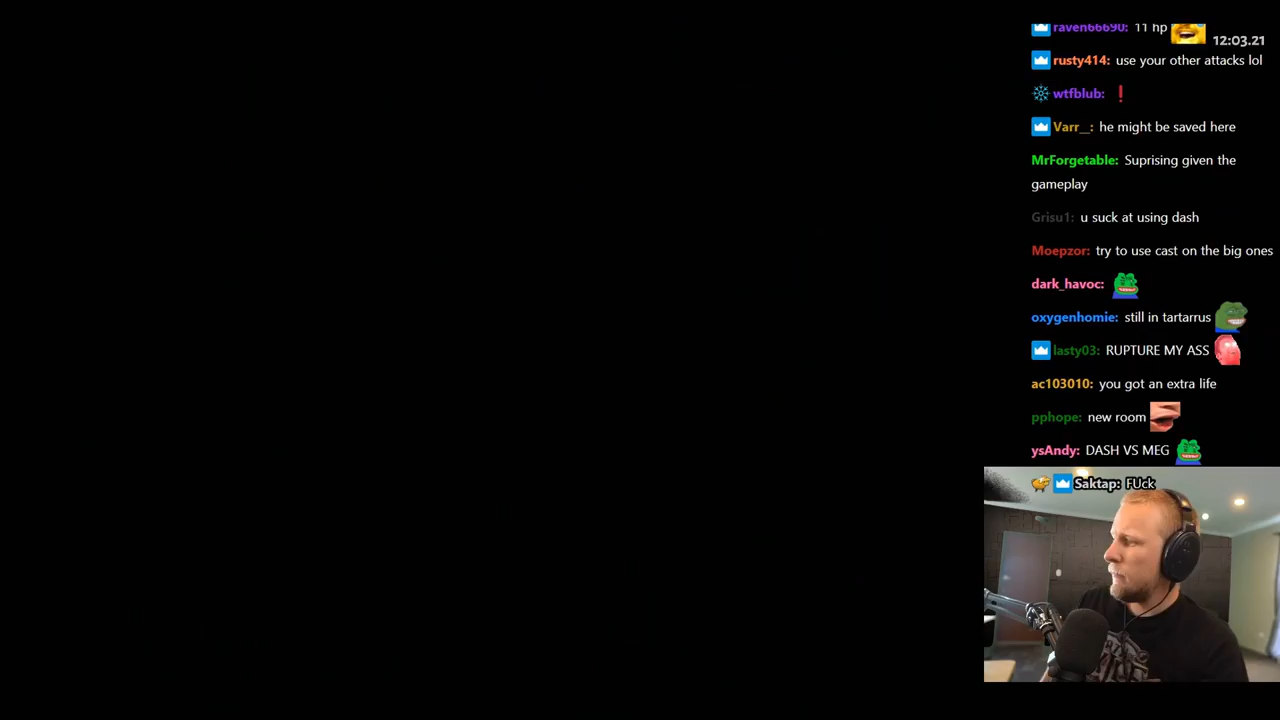 raven66690: 11 hp
12:03.21
rusty414: use your other attacks lol
wtfblub: ❗
Varr__: he might be saved here
MrForgetable: Suprising given the
gameplay
Grisu1: u suck at using dash
Moepzor: try to use cast on the big ones
dark_havoc:
oxygenhomie: still in tartarrus
lasty03: RUPTURE MY ASS
ac103010: you got an extra life
pphope: new room
ysAndy: DASH VS MEG
Saktap: FUck